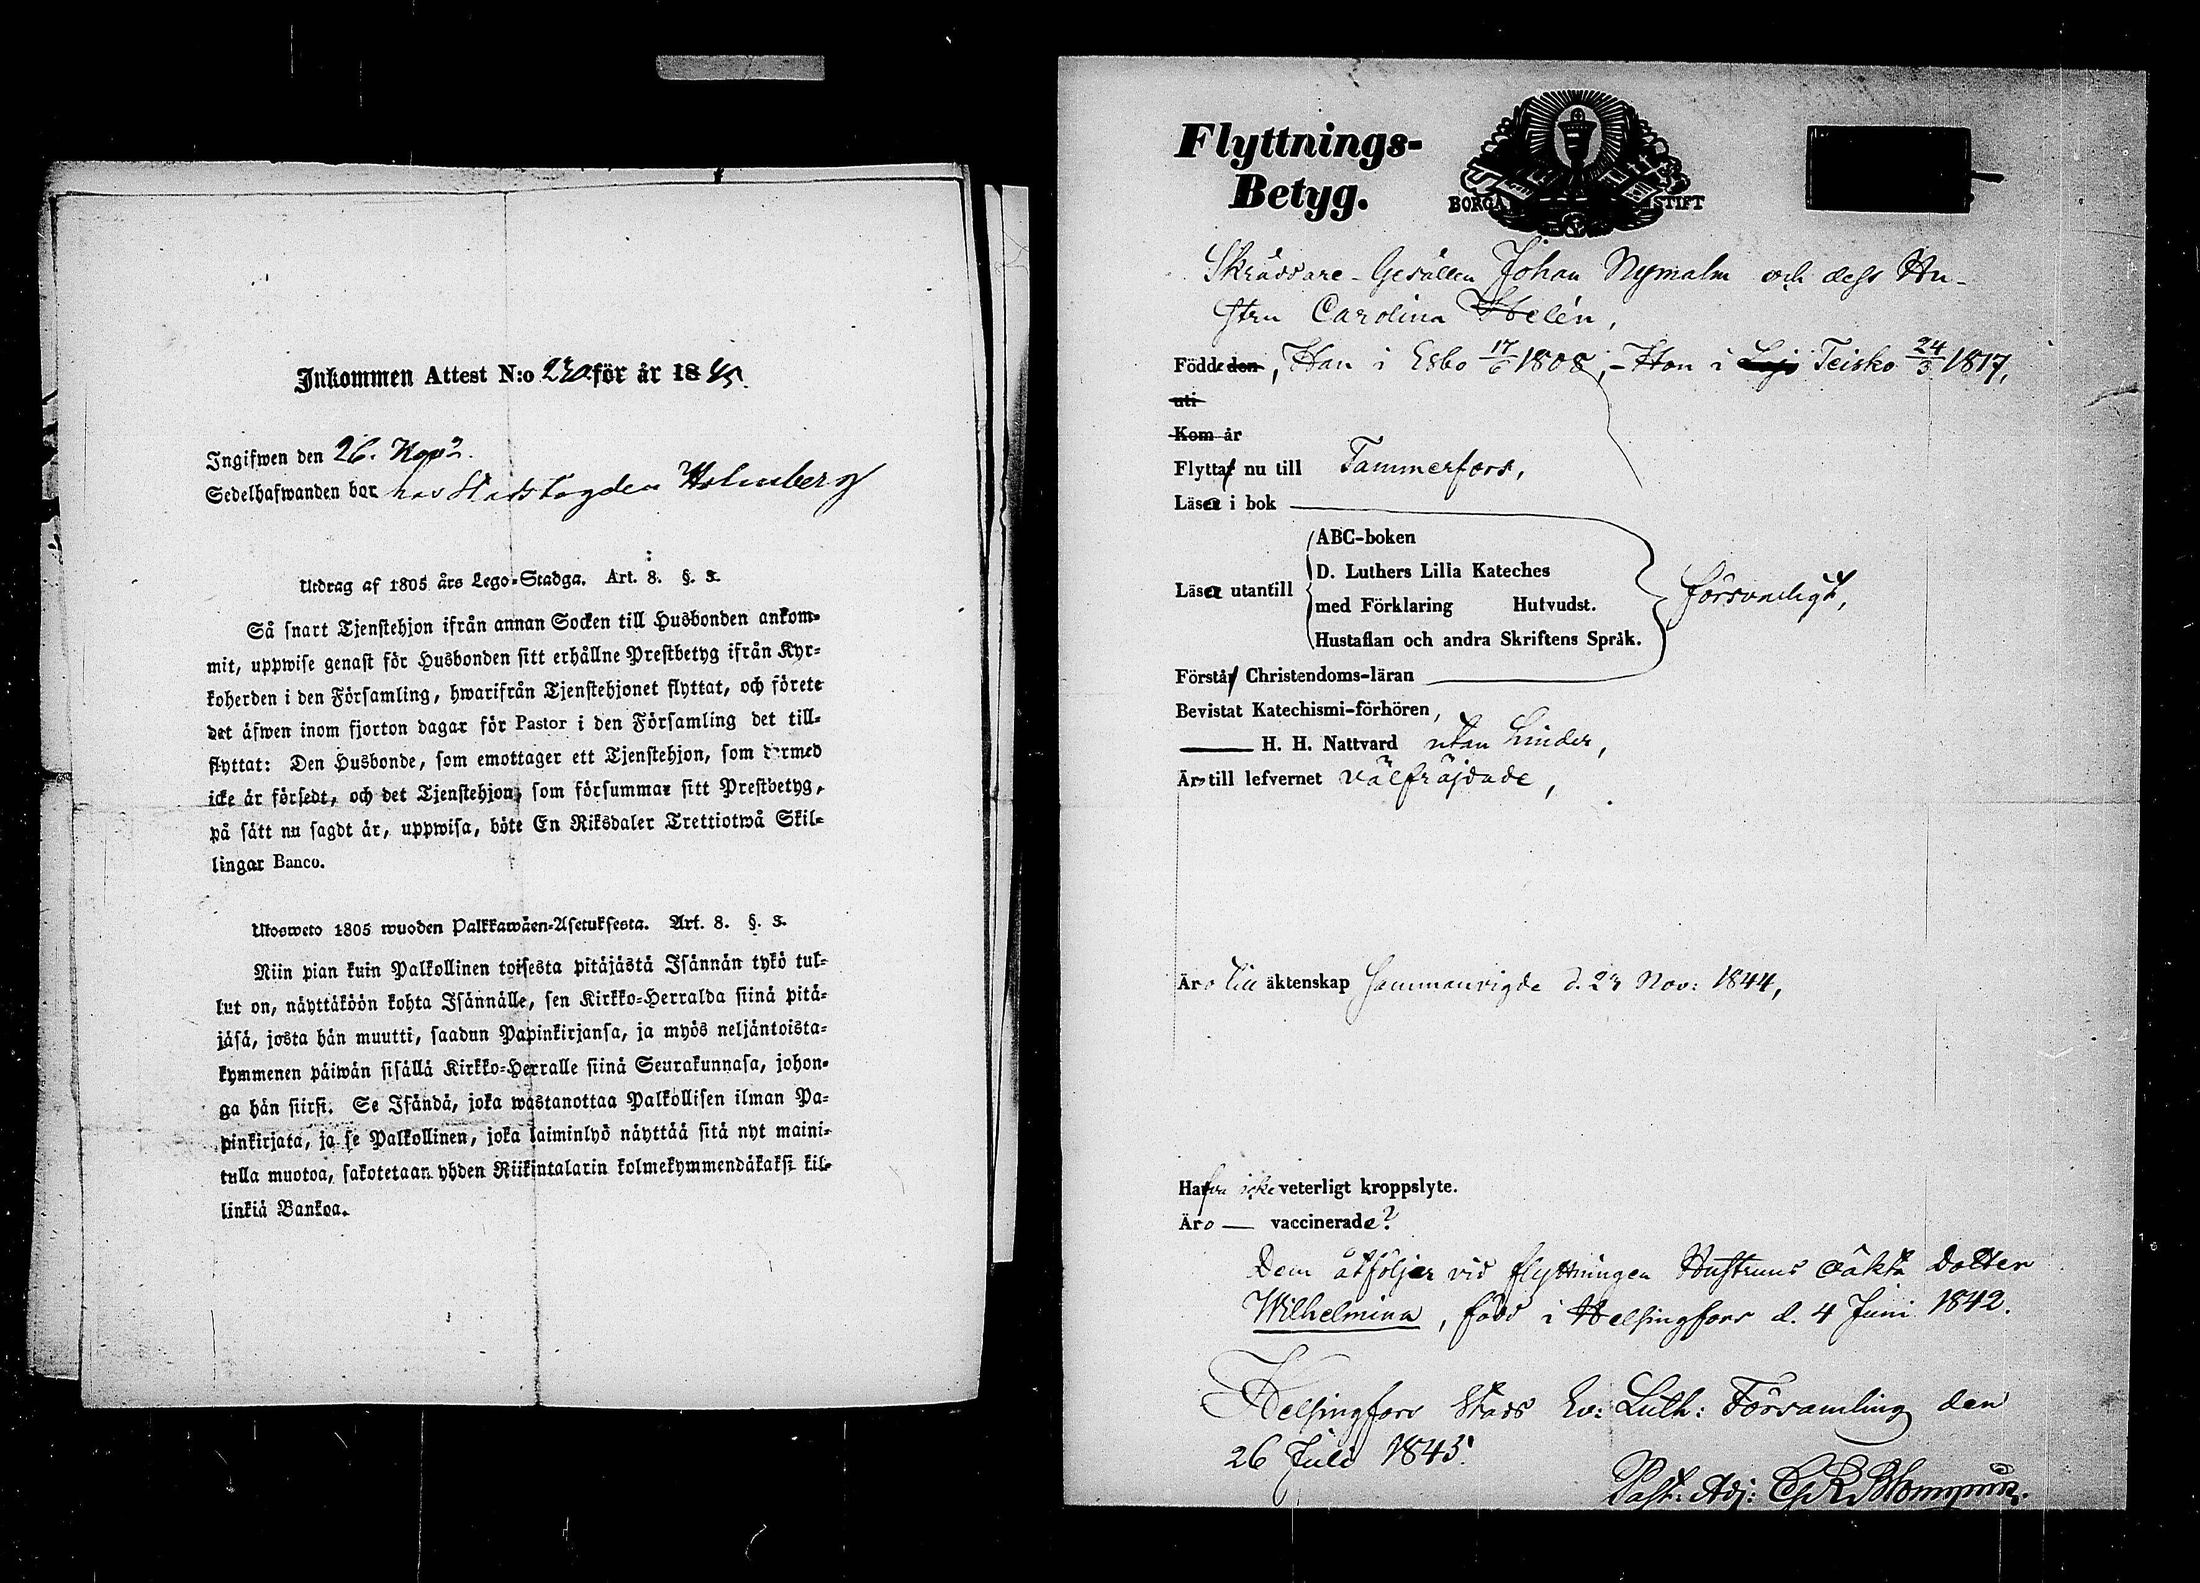 Inkommen Attest N:o 230 för år 1845.
Ingifwen den 26. Nov
Sedelhafwanden bor hos Stadsfogden Holmberg
Utdrag af 1805 års Lego-Stadga. Art. 8. §. 3.
Så snart Tjenstehjon ifrån annan Socken till Husbonden ankom-
mit, uppwise genast för Husbonden sitt erhållne Prestbetyg ifrån Kyr-
koherden i den Församling, hwarifrån Tjenstehjonet flyttat, och förete
det äfwen inom fjorton dagar för Pastor i den Församling det till-
flyttat: Den Husbonde, som emottager ett Tjenstehjon, som dermed
icke är försedt, och det Tjenstehjon, som försummar sitt Prestbetyg,
på sätt nu sagdt är, uppwisa, böte En Riksdaler Trettiotwå Skil-
lingar Banco.
Utosweto 1805 wuoden Palkkawäen-Asetuksesta. Art. 8. §. 3.
Niin pian kuin Palkollinen toisesta pitäjästä Isännän tykö tul-
lut on, näyttäköön kohta Isännälle, sen Kirkko-Herralda siinä pitä-
jäsä, josta hän muutti, saadun Papinkirjansa, ja myös neljäntoista-
kymmenen päiwän sisällä Kirkko-Herralle siinä Seurakunnasa, johon-
ga hän siirsi. Se Isändä, joka wastanottaa Palkollisen ilman Pa-
pinkirjata, ja se Palkollinen, joka laiminlyö näyttää sitä nyt maini-
tulla muotoa, sakotetaan yhden Riikintalarin kolmekymmendäkaksi kil-
linkiä Bankoa.
Flyttnings-
Betyg.
BORGÅ STIFT
Skräddare-Gesällen Johan Nymalm och dess Hu-
stru Carolina Helén,
Födde den, Han i Esbo 17/6 1808, - Hon i Teisko 24/3 1817,
uti
Kom år
Flytta nu till Tammerfors,
Läsa i bok
ABC-boken
D. Luthers Lilla Kateches
Läsa utantill
med Förklaring Hufvudst.
försvarligt,
Hustaflan och andra Skriftens Språk.
Förstå Christendoms-läran
Bevistat Katechismi-förhören,
H. H. Nattvard utan hinder,
Äro till lefvernet välfräjdade,
Äro till äktenskap Sammanvigde d. 23 Nov: 1844,
Hafva icke veterligt kroppslyte.
Äro — vaccinerade?
Dem åtföljer vid flyttningen Hustruns oäkta dotter
Wilhelmina, född i Helsingfors d. 4 Juni 1842.
Helsingfors Stads Ev: Luth: Församling den
26 Juli 1845.
Past: Adj: